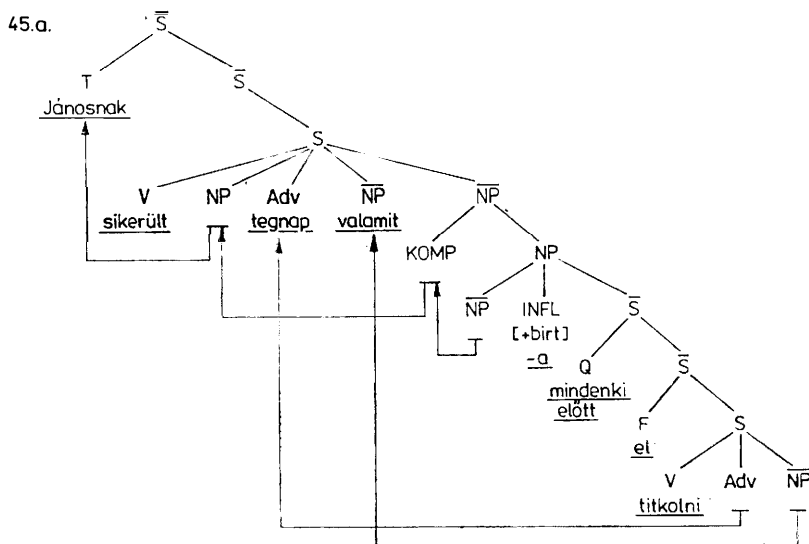 45.a.
S̿
T S̄
Jánosnak
S
V NP Adv N̅P̅ N̅P̅
sikerült tegnap valamit
KOMP NP
N̅P̅ INFL S̄
[+birt]
-a
Q S̄
mindenki
előtt
F S
el
V Adv N̅P̅
titkolni